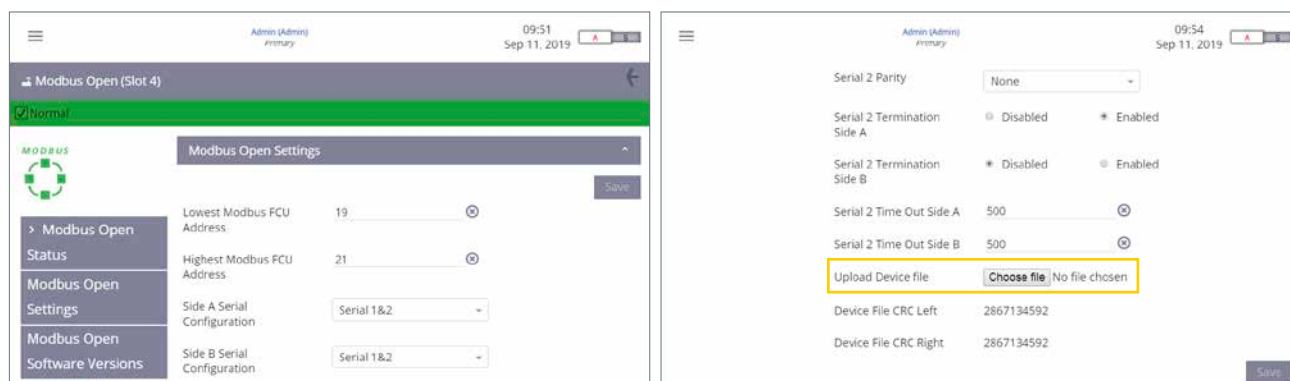 Admin (Admin)
Primary
09:51
Sep 11, 2019
A
Modbus Open (Slot 4)
Normal
MODBUS
Modbus Open Settings
Save
> Modbus Open
Status
Modbus Open
Settings
Modbus Open
Software Versions
Lowest Modbus FCU
Address
19
Highest Modbus FCU
Address
21
Side A Serial
Configuration
Serial 1&2
Side B Serial
Configuration
Serial 1&2
Admin (Admin)
Primary
09:54
Sep 11, 2019
A
Serial 2 Parity
None
Serial 2 Termination
Side A
Disabled
Enabled
Serial 2 Termination
Side B
Disabled
Enabled
Serial 2 Time Out Side A
500
Serial 2 Time Out Side B
500
Upload Device file
Choose file No file chosen
Device File CRC Left
2867134592
Device File CRC Right
2867134592
Save